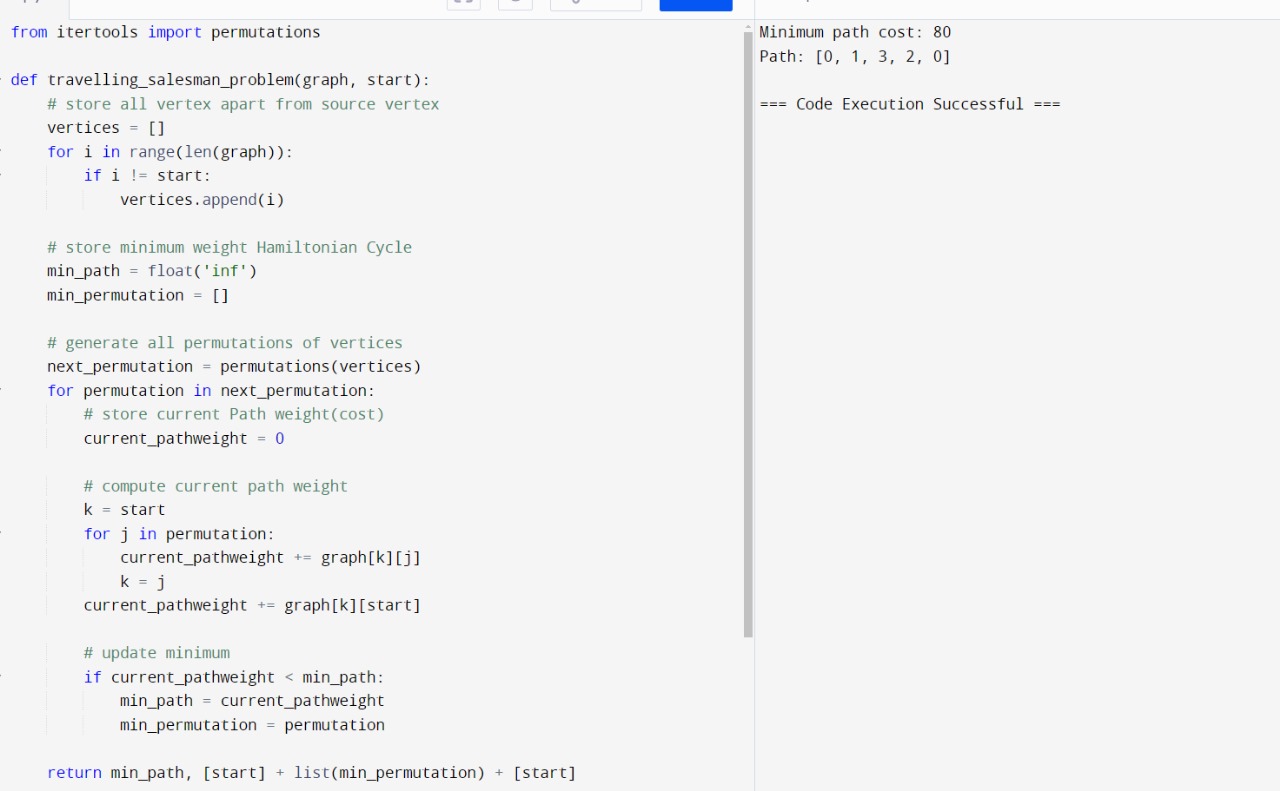 from itertools import permutations
def travelling_salesman_problem(graph, start):
    # store all vertex apart from source vertex
    vertices = []
    for i in range(len(graph)):
        if i != start:
            vertices.append(i)
    # store minimum weight Hamiltonian Cycle
    min_path = float('inf')
    min_permutation = []
    # generate all permutations of vertices
    next_permutation = permutations(vertices)
    for permutation in next_permutation:
        # store current Path weight(cost)
        current_pathweight = 0
        # compute current path weight
        k = start
        for j in permutation:
            current_pathweight += graph[k][j]
            k = j
        current_pathweight += graph[k][start]
        # update minimum
        if current_pathweight < min_path:
            min_path = current_pathweight
            min_permutation = permutation
    return min_path, [start] + list(min_permutation) + [start]
Minimum path cost: 80
Path: [0, 1, 3, 2, 0]
=== Code Execution Successful ===